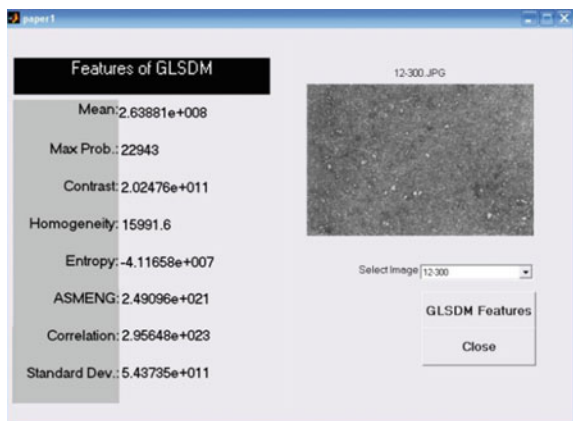 paper1
Features of GLSDM
Mean: 2.63881e+008
Max Prob.: 22943
Contrast: 2.02476e+011
Homogeneity: 15991.6
Entropy: -4.11658e+007
ASMENG: 2.49096e+021
Correlation: 2.95648e+023
Standard Dev.: 5.43735e+011
12-300.JPG
Select Image 12-300
GLSDM Features
Close